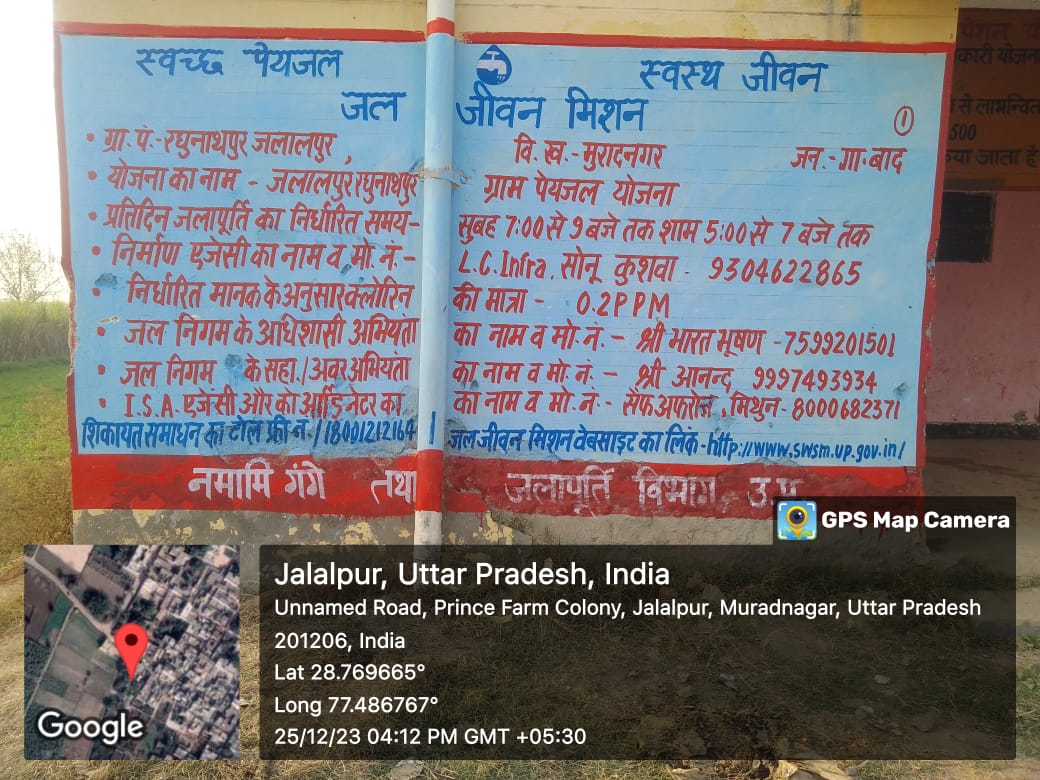 स्वच्छ पेयजल स्वस्थ जीवन
जल जीवन मिशन
1
• ग्रा. पं.- रघुनाथपुर जलालपुर, वि. ख.- मुरादनगर जन.- गा. बाद
• योजना का नाम - जलालपुर रघुनाथपुर ग्राम पेयजल योजना
• प्रतिदिन जलापूर्ति का निर्धारित समय- सुबह 7:00 से 9 बजे तक शाम 5:00 से 7 बजे तक
• निर्माण एजेसी का नाम व मो. नं.- L.C. Infra, सोनू कुशवा - 9304622865
• निर्धारित मानक के अनुसार क्लोरिन की मात्रा - 0.2PPM
• जल निगम के अधिशासी अभियंता का नाम व मो. नं. - श्री भारत भूषण -7599201501
• जल निगम के सहा./अवर अभियंता का नाम व मो. नं. - श्री आनन्द 9997493934
• I.S.A. एजेंसी और को आर्डिनेटर का का नाम व मो. नं.- सैफ अफरोज, मिथुन - 8000682371
शिकायत समाधन का टोल फ्री न. /18001212164 जल जीवन मिशन वेबसाइट का लिंक -http://www.swsm.up.gov.in/
नमामि गंगे तथा जलापूर्ति विभाग उ.प्र
कारी योजना
से लाभन्वित
500
क्या जाता है
GPS Map Camera
Jalalpur, Uttar Pradesh, India
Unnamed Road, Prince Farm Colony, Jalalpur, Muradnagar, Uttar Pradesh
201206, India
Lat 28.769665°
Long 77.486767°
25/12/23 04:12 PM GMT +05:30
Google